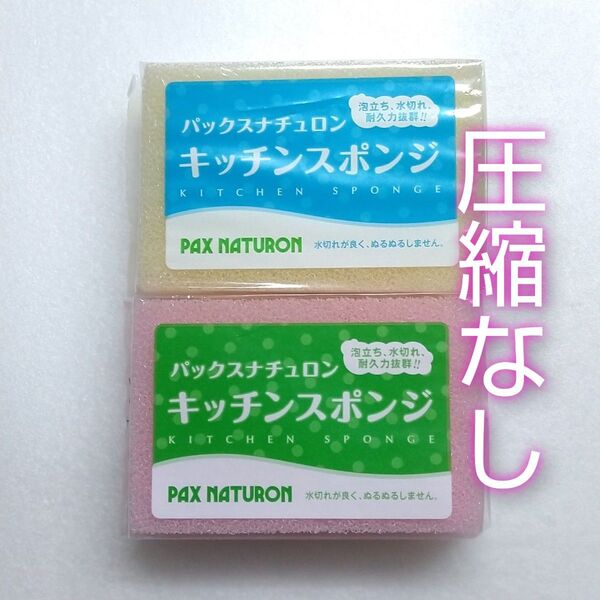 泡立ち、水切れ、
耐久力抜群!!
パックスナチュロン
キッチンスポンジ
KITCHEN SPONGE
PAX NATURON 水切れが良く、ぬるぬるしません。
泡立ち、水切れ、
耐久力抜群!!
パックスナチュロン
キッチンスポンジ
KITCHEN SPONGE
PAX NATURON 水切れが良く、ぬるぬるしません。
圧縮なし